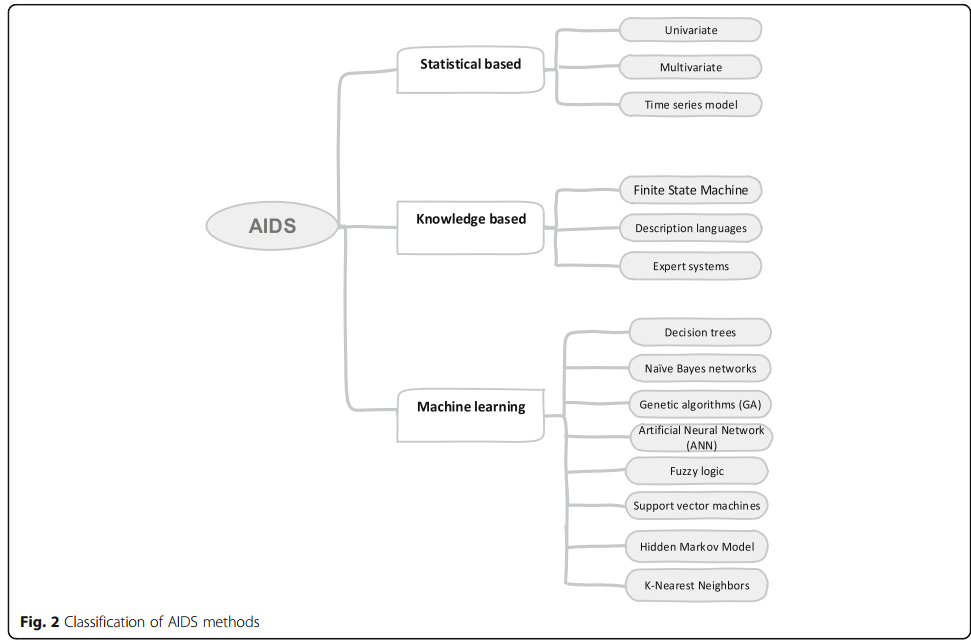 AIDS
Statistical based
Univariate
Multivariate
Time series model
Knowledge based
Finite State Machine
Description languages
Expert systems
Machine learning
Decision trees
Naïve Bayes networks
Genetic algorithms (GA)
Artificial Neural Network
(ANN)
Fuzzy logic
Support vector machines
Hidden Markov Model
K-Nearest Neighbors
Fig. 2 Classification of AIDS methods